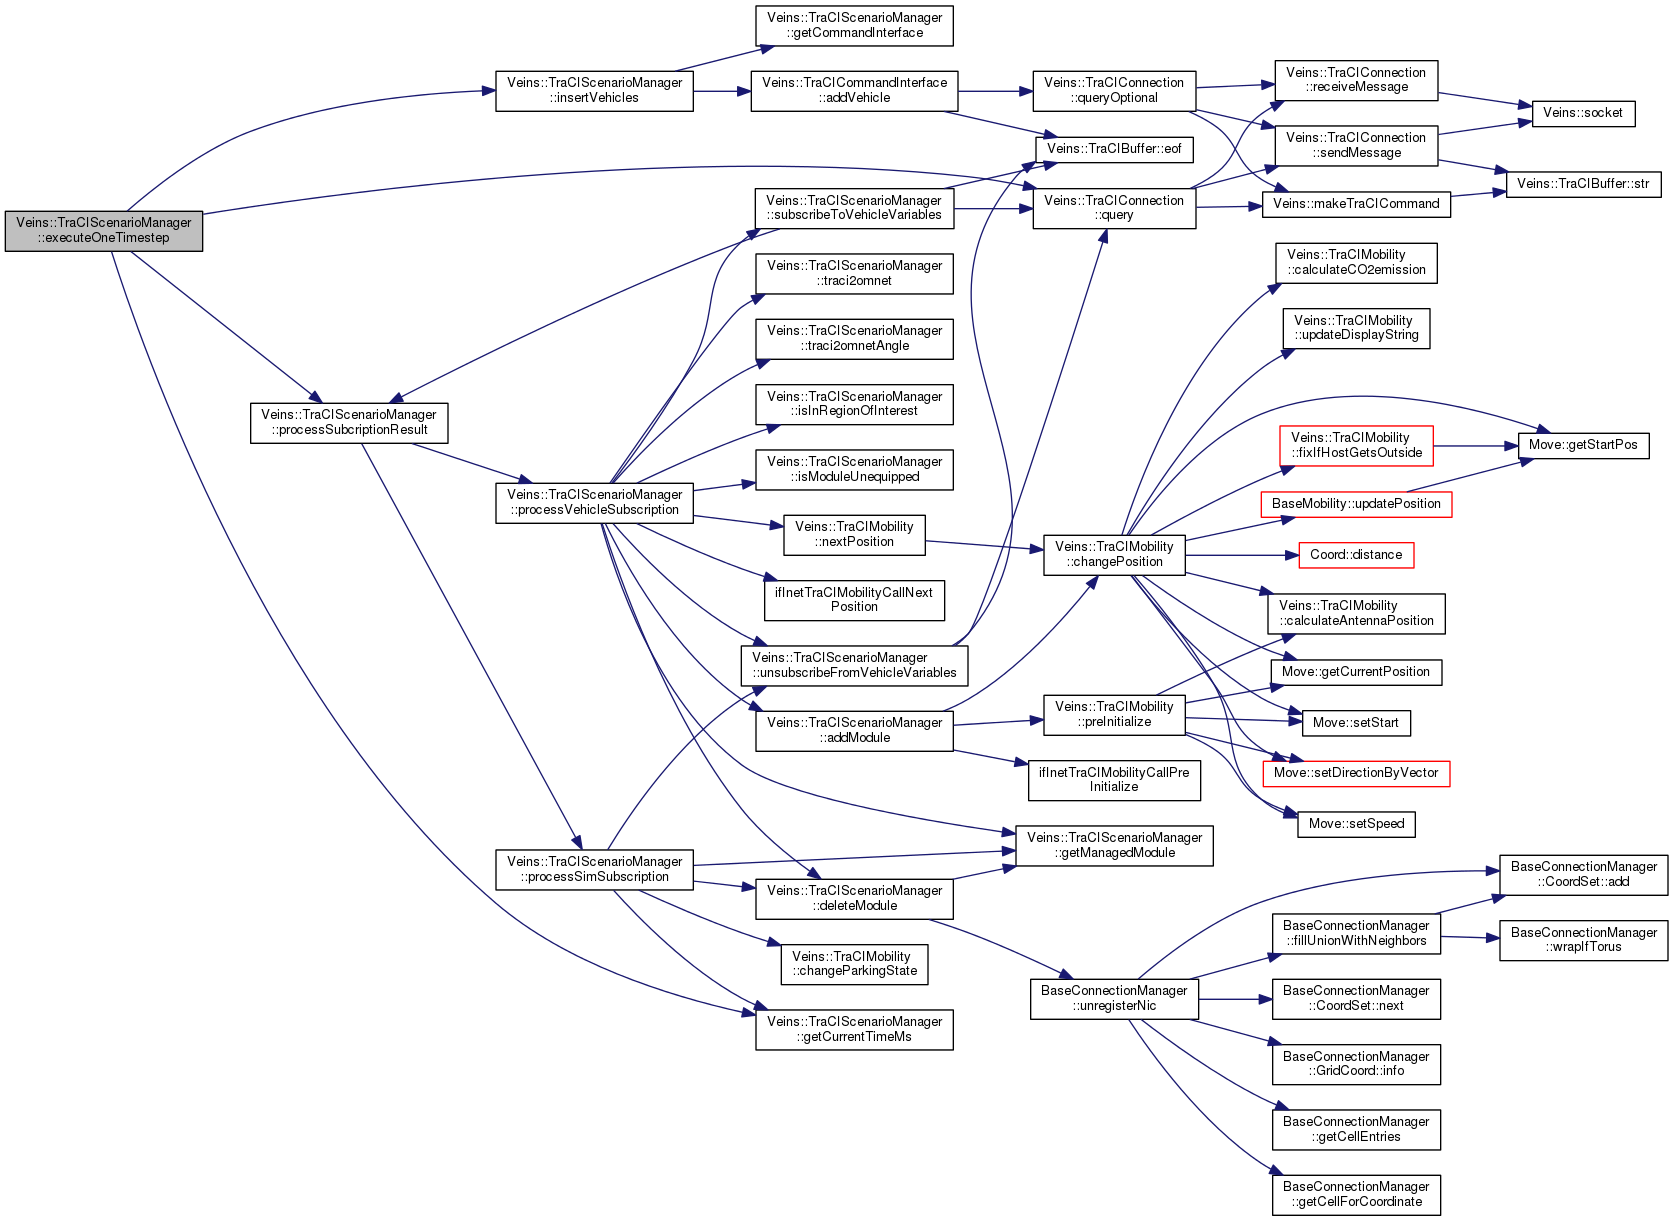 Veins::TraCIScenarioManager
::executeOneTimestep
Veins::TraCIScenarioManager
::processSubcriptionResult
Veins::TraCIScenarioManager
::insertVehicles
Veins::TraCIScenarioManager
::processVehicleSubscription
Veins::TraCIScenarioManager
::processSimSubscription
Veins::TraCIScenarioManager
::getCommandInterface
Veins::TraCICommandInterface
::addVehicle
Veins::TraCIScenarioManager
::subscribeToVehicleVariables
Veins::TraCIScenarioManager
::traci2omnet
Veins::TraCIScenarioManager
::traci2omnetAngle
Veins::TraCIScenarioManager
::isInRegionOfInterest
Veins::TraCIScenarioManager
::isModuleUnequipped
Veins::TraCIMobility
::nextPosition
ifInetTraCIMobilityCallNext
Position
Veins::TraCIScenarioManager
::unsubscribeFromVehicleVariables
Veins::TraCIScenarioManager
::addModule
Veins::TraCIScenarioManager
::deleteModule
Veins::TraCIMobility
::changeParkingState
Veins::TraCIScenarioManager
::getCurrentTimeMs
Veins::TraCIConnection
::queryOptional
Veins::TraCIBuffer::eof
Veins::TraCIConnection
::query
Veins::TraCIMobility
::changePosition
Veins::TraCIMobility
::preInitialize
ifInetTraCIMobilityCallPre
Initialize
Veins::TraCIScenarioManager
::getManagedModule
BaseConnectionManager
::unregisterNic
Veins::TraCIConnection
::receiveMessage
Veins::TraCIConnection
::sendMessage
Veins::makeTraCICommand
Veins::TraCIMobility
::calculateCO2emission
Veins::TraCIMobility
::updateDisplayString
Veins::TraCIMobility
::fixIfHostGetsOutside
BaseMobility::updatePosition
Coord::distance
Veins::TraCIMobility
::calculateAntennaPosition
Move::getCurrentPosition
Move::setStart
Move::setDirectionByVector
Move::setSpeed
BaseConnectionManager
::fillUnionWithNeighbors
BaseConnectionManager
::CoordSet::next
BaseConnectionManager
::GridCoord::info
BaseConnectionManager
::getCellEntries
BaseConnectionManager
::getCellForCoordinate
Veins::socket
Veins::TraCIBuffer::str
Move::getStartPos
BaseConnectionManager
::CoordSet::add
BaseConnectionManager
::wrapIfTorus